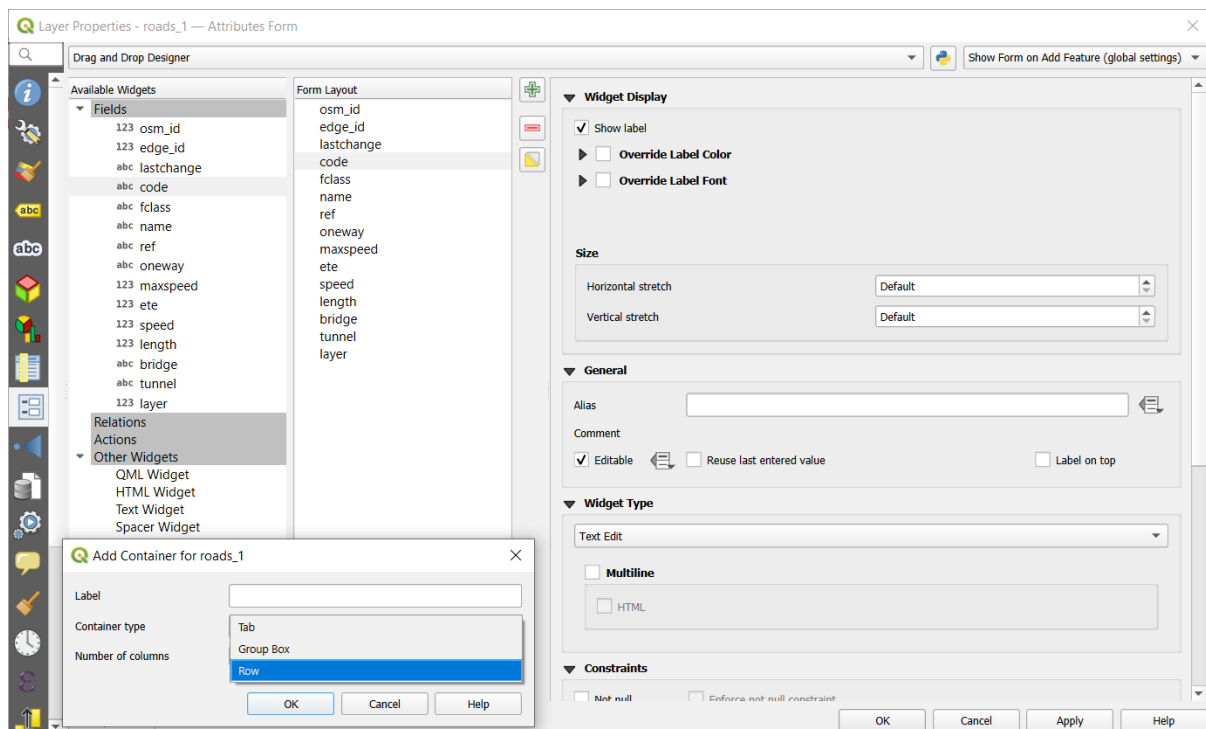 Layer Properties - roads_1 — Attributes Form
Drag and Drop Designer
Show Form on Add Feature (global settings)
Available Widgets
Fields
123 osm_id
123 edge_id
abc lastchange
abc code
abc fclass
abc name
abc ref
abc oneway
123 maxspeed
123 ete
123 speed
123 length
abc bridge
abc tunnel
123 layer
Relations
Actions
Other Widgets
QML Widget
HTML Widget
Text Widget
Spacer Widget
Form Layout
osm_id
edge_id
lastchange
code
fclass
name
ref
oneway
maxspeed
ete
speed
length
bridge
tunnel
layer
Widget Display
Show label
Override Label Color
Override Label Font
Size
Horizontal stretch Default
Vertical stretch Default
General
Alias
Comment
Editable Reuse last entered value Label on top
Widget Type
Text Edit
Multiline
HTML
Constraints
Not null Enforce not null constraint
OK Cancel Apply Help
abc
abc
Add Container for roads_1
Label
Container type
Tab
Group Box
Number of columns
Row
OK Cancel Help